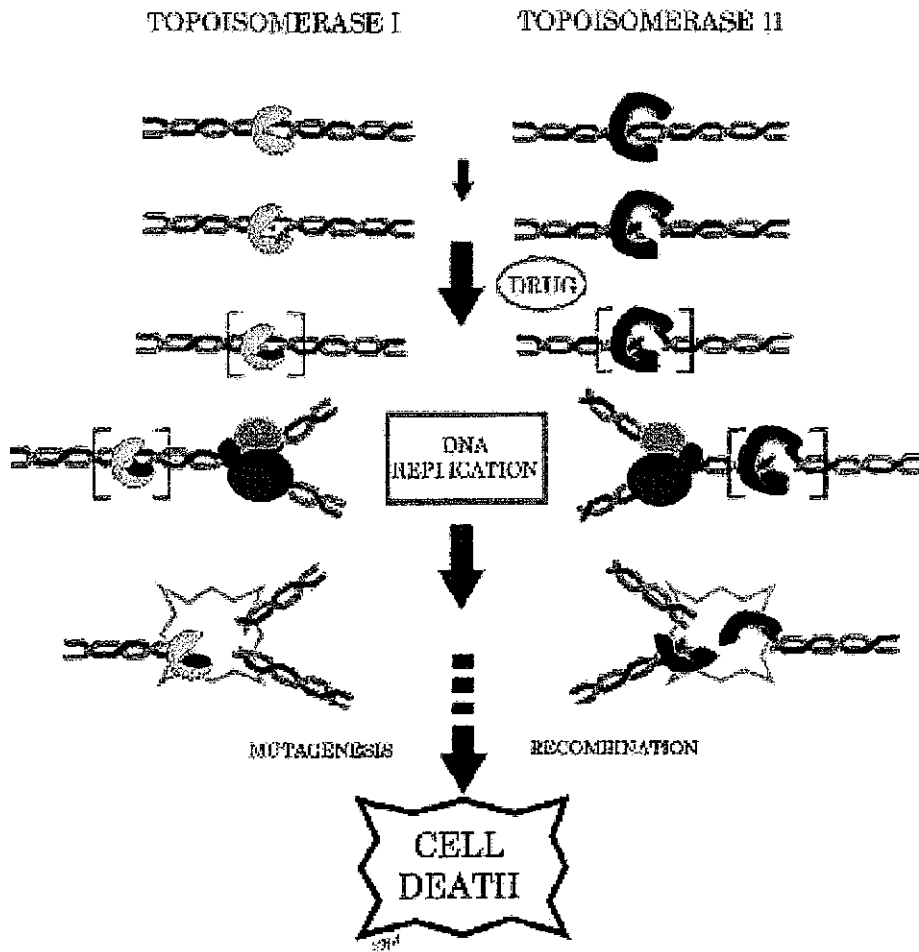 TOPOISOMERASE I
TOPOISOMERASE II
DRUG
DNA
REPLICATION
MUTAGENESIS
RECOMBINATION
CELL
DEATH